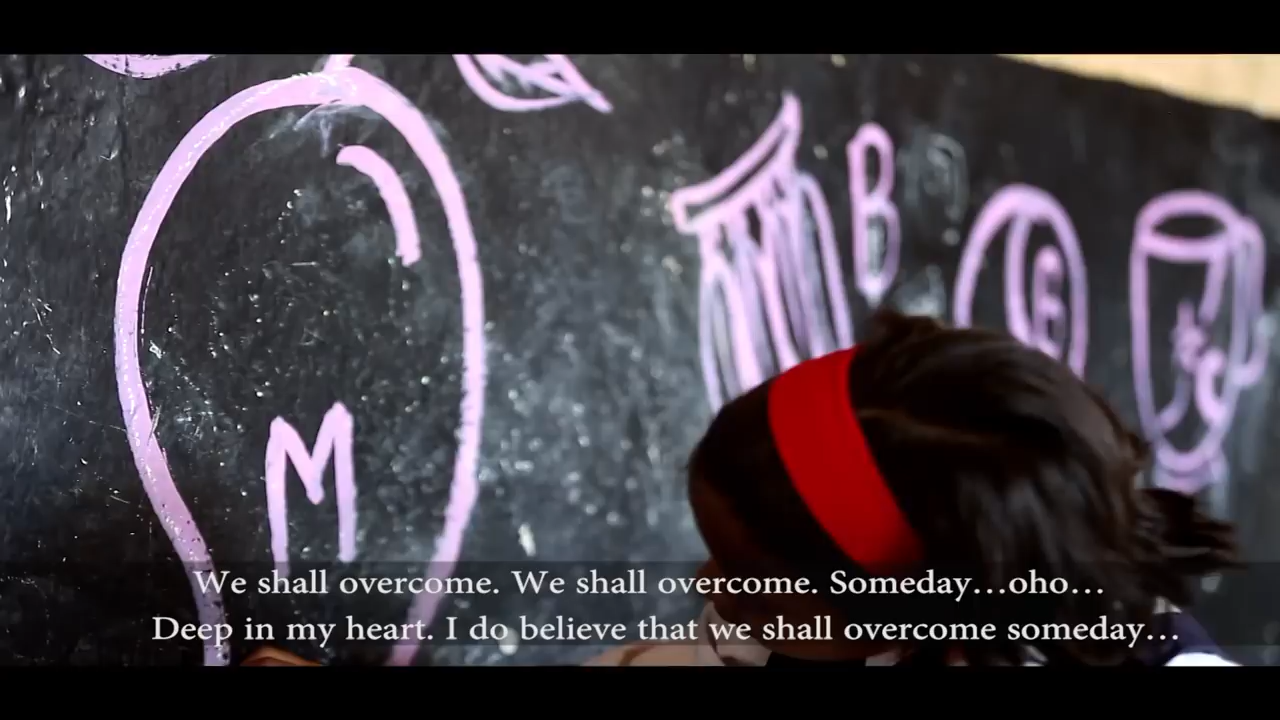 M
B
E
We shall overcome. We shall overcome. Someday...oho...
Deep in my heart. I do believe that we shall overcome someday...